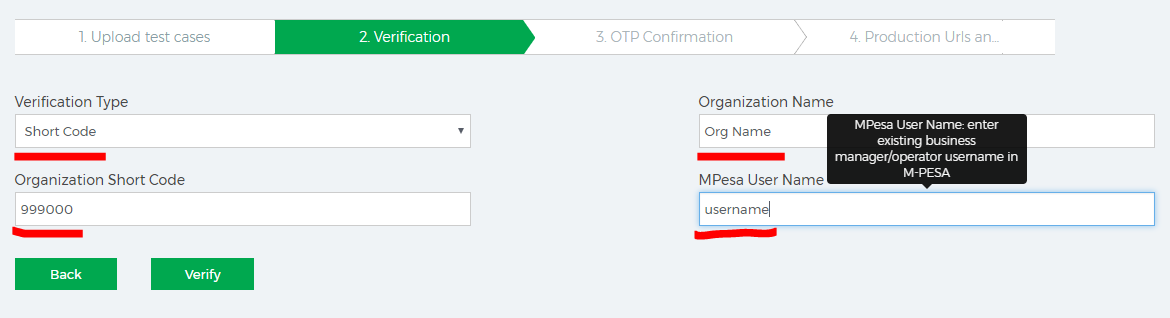 1. Upload test cases
2. Verification
3. OTP Confirmation
4. Production Urls an...
Verification Type
Organization Name
Short Code
Org Name
MPesa User Name: enter
existing business
manager/operator username in
M-PESA
Organization Short Code
MPesa User Name
999000
username
Back
Verify